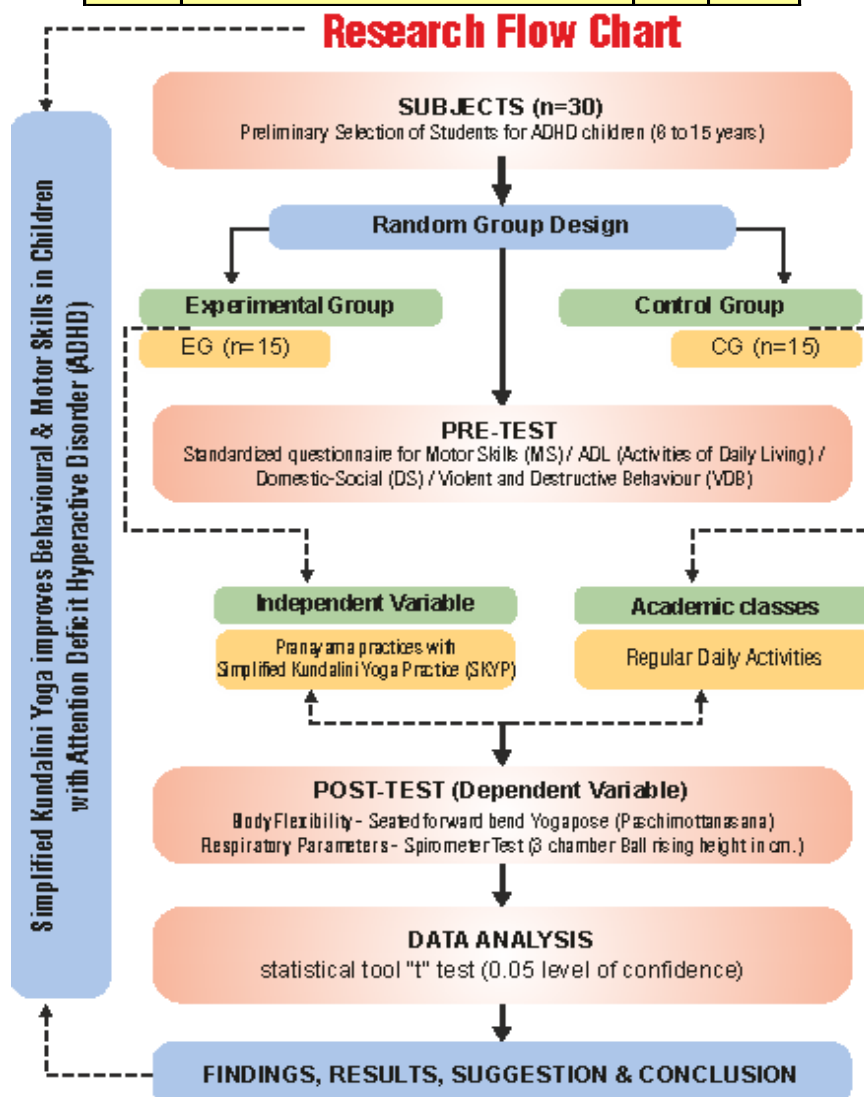 Research Flow Chart
SUBJECTS (n=30)
Preliminary Selection of Students for ADHD children (6 to 15 years)
Random Group Design
Experimental Group
EG (n=15)
Control Group
CG (n=15)
PRE-TEST
Standardized questionnaire for Motor Skills (MS) / ADL (Activities of Daily Living) /
Domestic-Social (DS) / Violent and Destructive Behaviour (VDB)
Independent Variable
Pranayama practices with
Simplified Kundalini Yoga Practice (SKYP)
Academic classes
Regular Daily Activities
POST-TEST (Dependent Variable)
Body Flexibility - Seated forward bend Yogapose (Paschimottanasana)
Respiratory Parameters - Spirometer Test (3 chamber Ball rising height in cm.)
DATA ANALYSIS
statistical tool "t" test (0.05 level of confidence)
FINDINGS, RESULTS, SUGGESTION & CONCLUSION
Simplified Kundalini Yoga improves Behavioural & Motor Skills in Children
with Attention Deficit Hyperactive Disorder (ADHD)